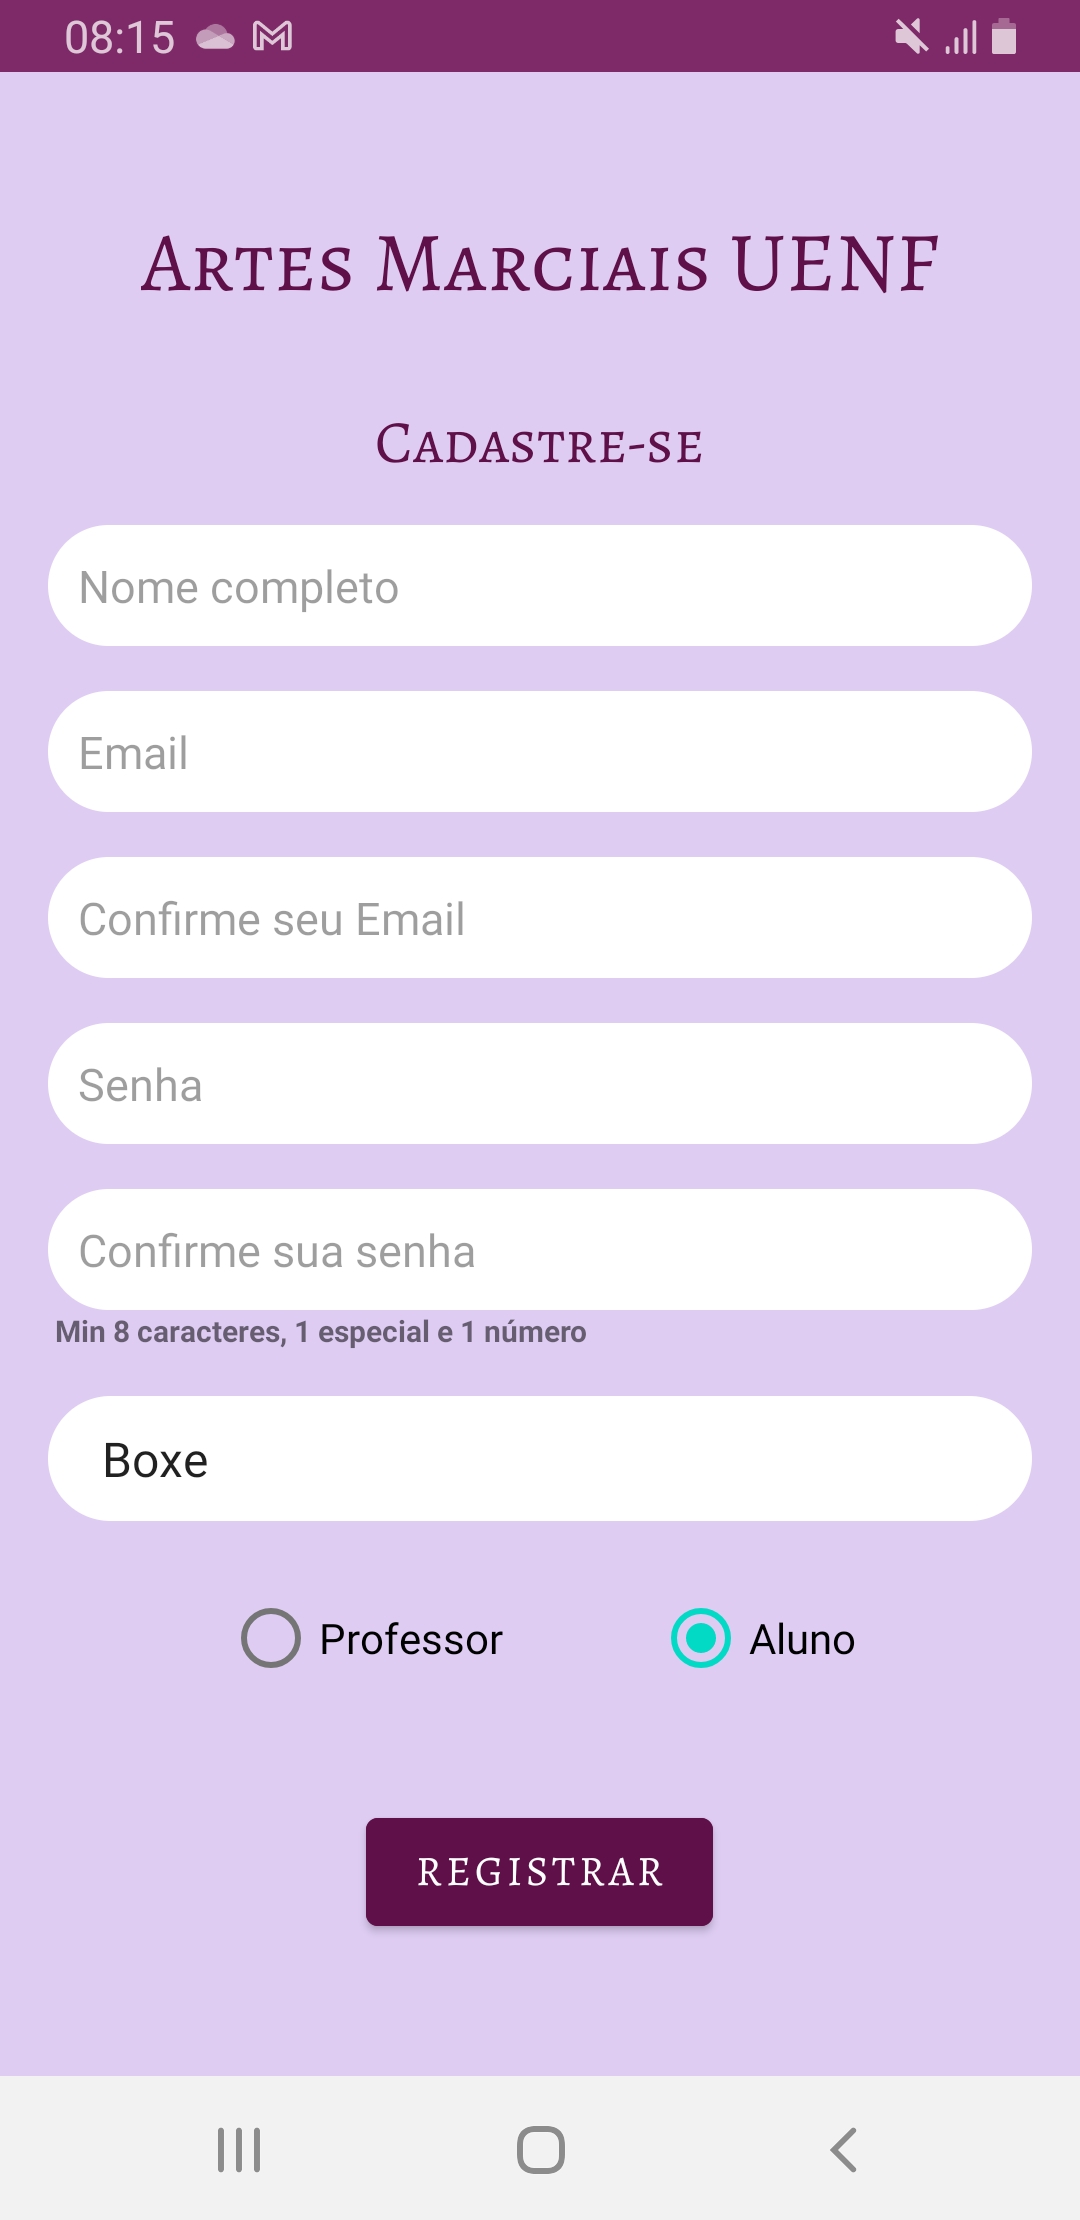 08:15
Artes Marciais UENF
Cadastre-se
Nome completo
Email
Confirme seu Email
Senha
Confirme sua senha
Min 8 caracteres, 1 especial e 1 número
Boxe
Professor Aluno
REGISTRAR